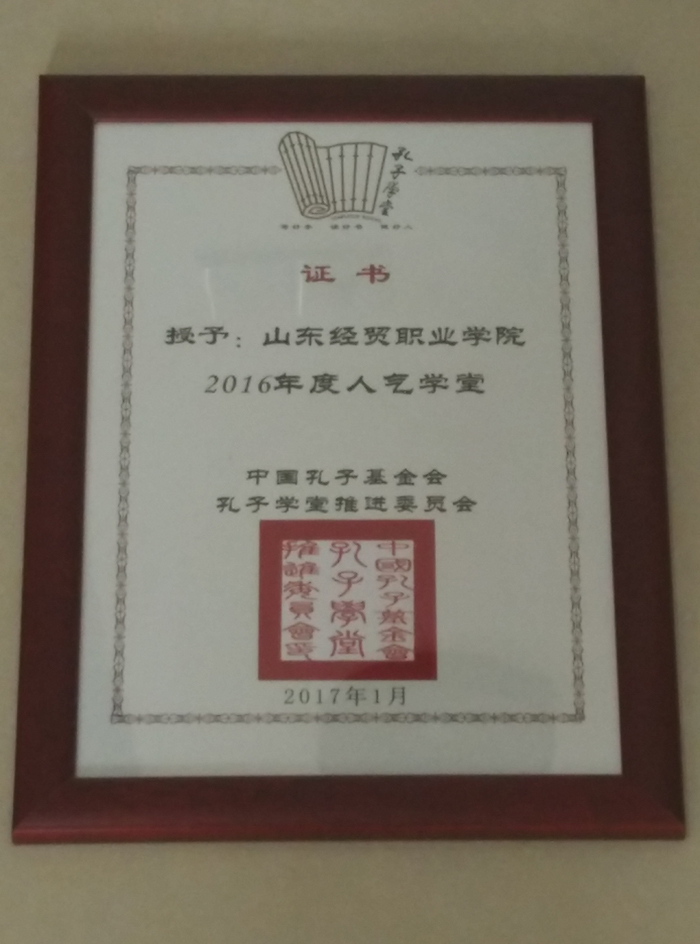 孔子学堂
证书
授予：山东经贸职业学院
2016年度人气学堂
中国孔子基金会
孔子学堂推进委员会
中國孔子基金會
孔子學堂
推進委員會印
2017年1月